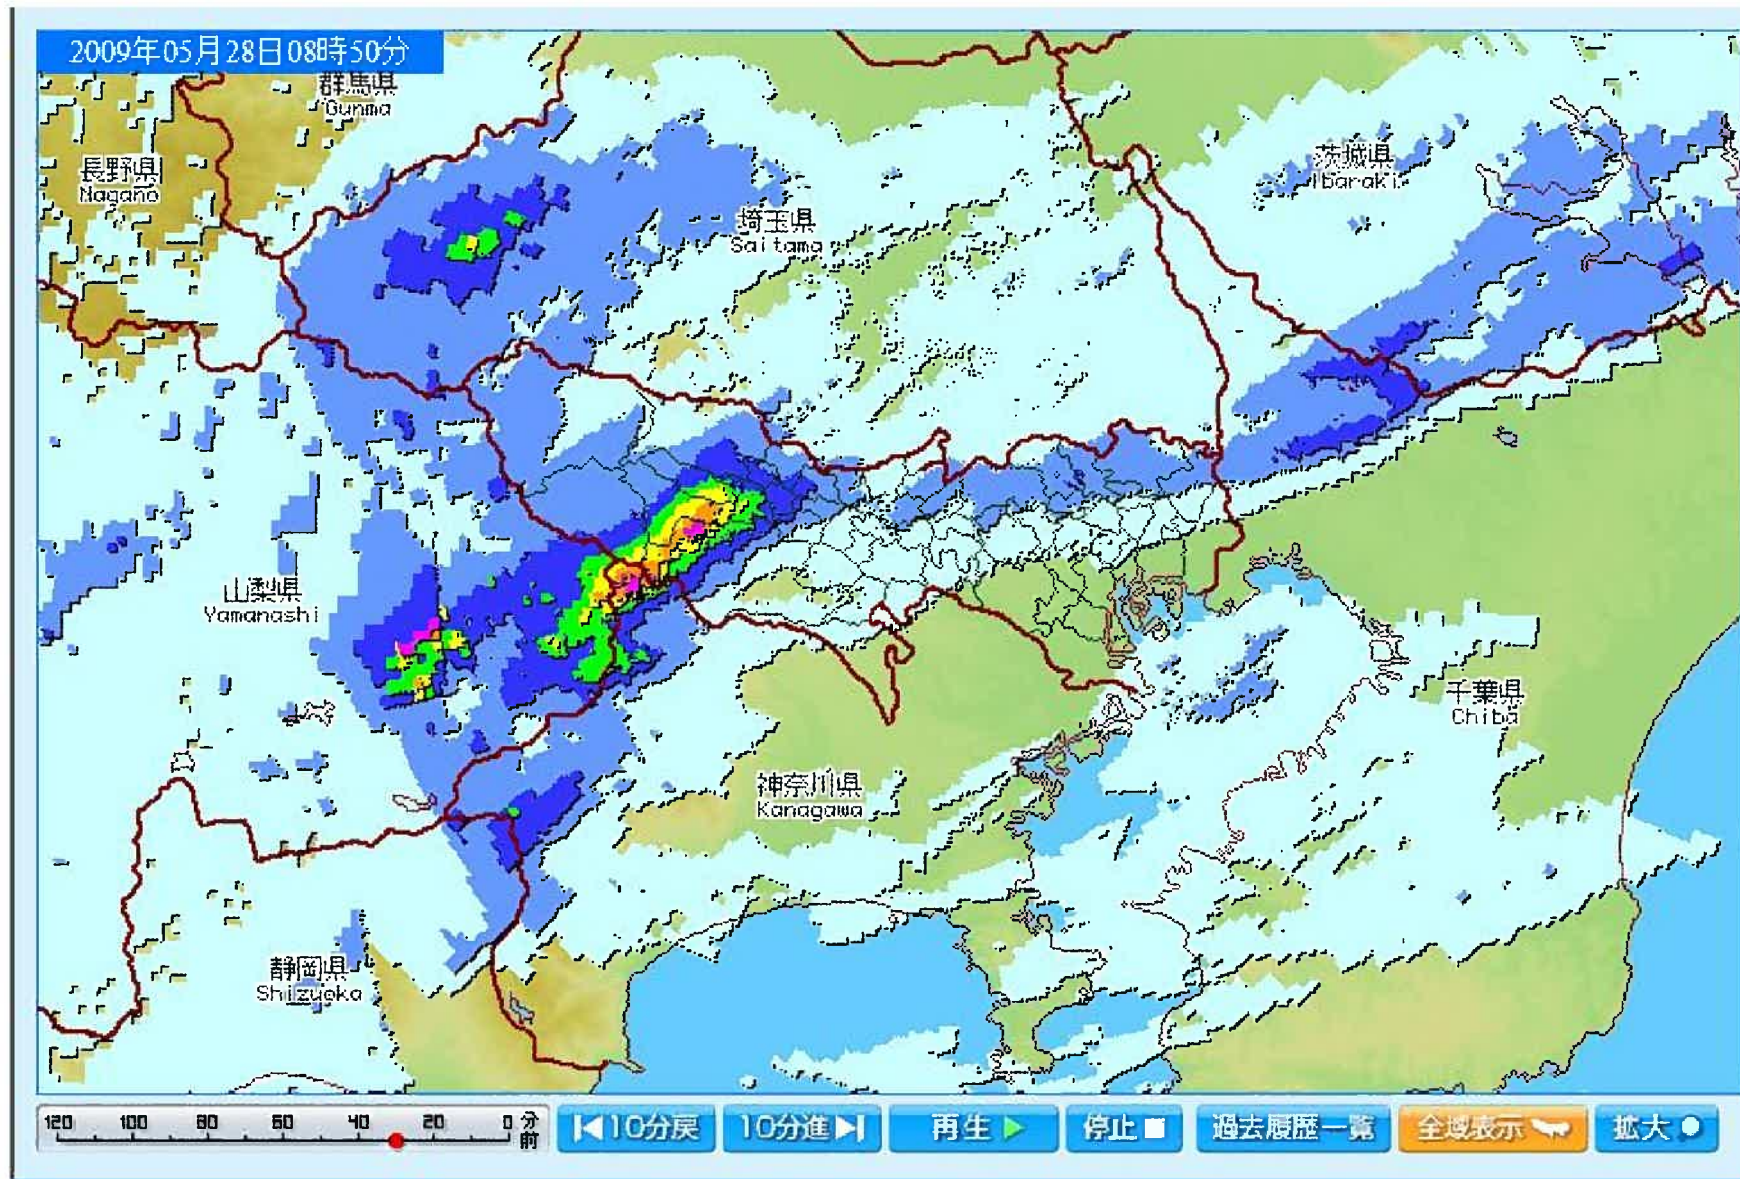 2009年05月28日08時50分
群馬県
Gunma
長野県
Nagano
茨城県
Ibaraki
埼玉県
Saitama
山梨県
Yamanashi
千葉県
Chiba
神奈川県
Kanagawa
静岡県
Shizuoka
120 100 80 60 40 20 0 分前
10分戻 10分進 再生 停止 過去履歴一覧 全域表示 拡大